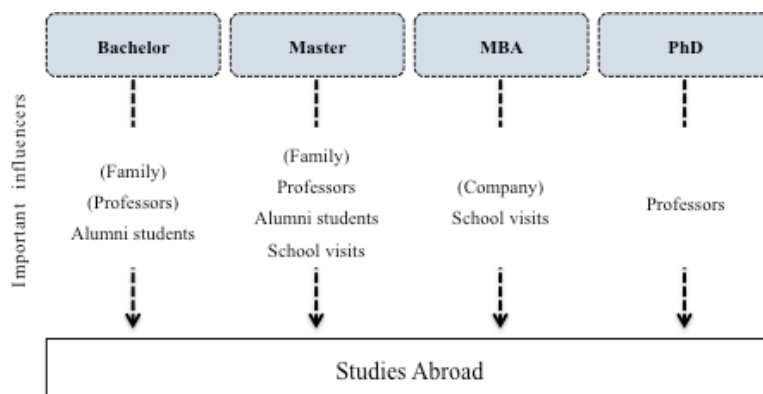 Bachelor
Master
MBA
PhD
Important influencers
(Family)
(Professors)
Alumni students
(Family)
Professors
Alumni students
School visits
(Company)
School visits
Professors
Studies Abroad